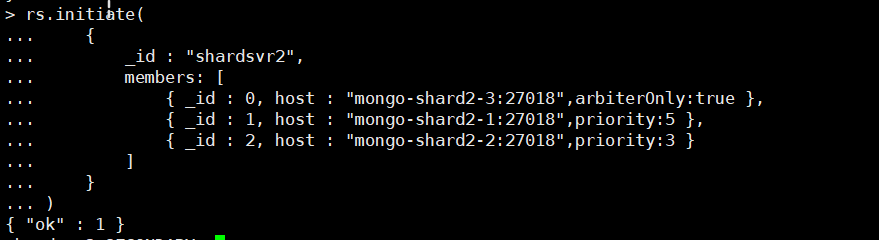 > rs.initiate(
...     {
...         _id : "shardsvr2",
...         members: [
...             { _id : 0, host : "mongo-shard2-3:27018",arbiterOnly:true },
...             { _id : 1, host : "mongo-shard2-1:27018",priority:5 },
...             { _id : 2, host : "mongo-shard2-2:27018",priority:3 }
...         ]
...     }
... )
{ "ok" : 1 }